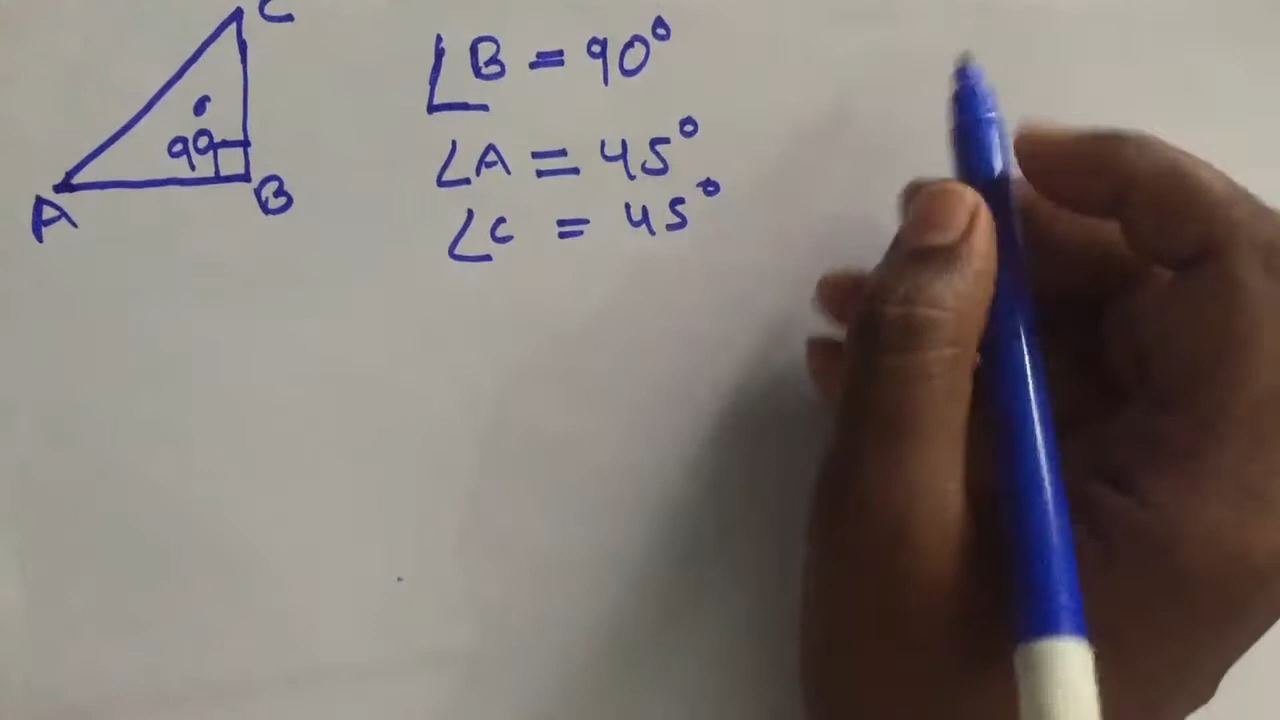 C
∠B = 90°
90°
∠A = 45°
A
B
∠C = 45°